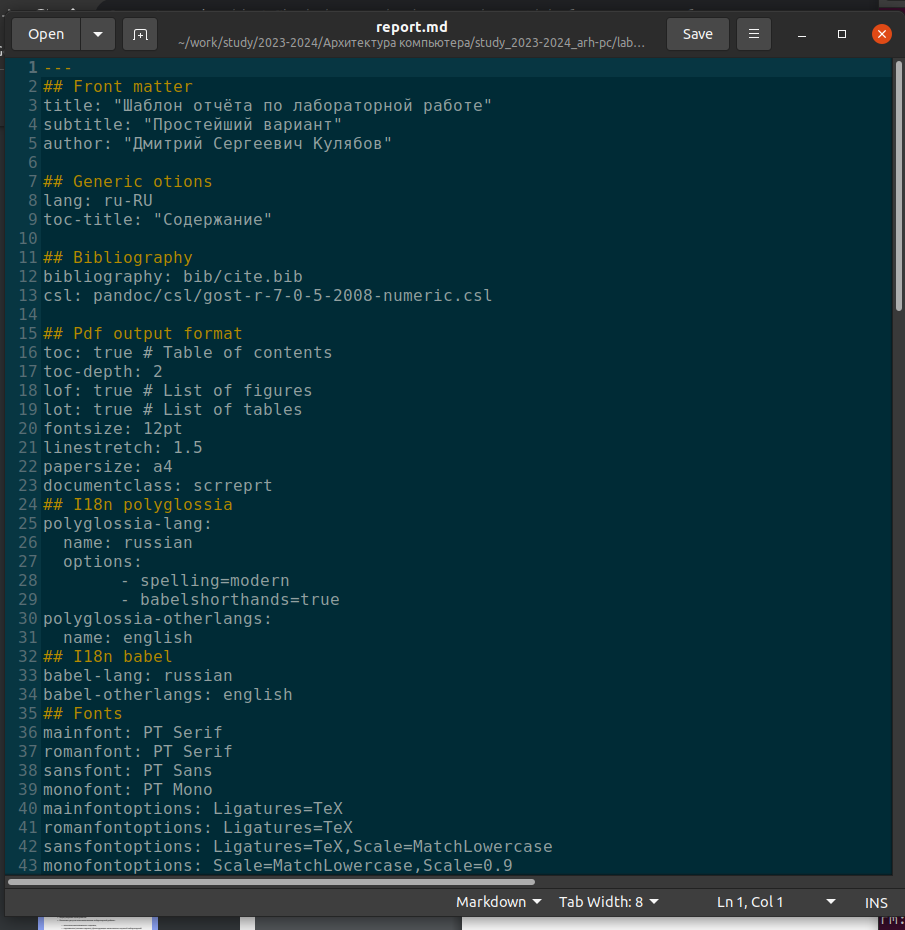 Open
report.md
~/work/study/2023-2024/Архитектура компьютера/study_2023-2024_arh-pc/lab…
Save
1 ---
2 ## Front matter
3 title: "Шаблон отчёта по лабораторной работе"
4 subtitle: "Простейший вариант"
5 author: "Дмитрий Сергеевич Кулябов"
6
7 ## Generic otions
8 lang: ru-RU
9 toc-title: "Содержание"
10
11 ## Bibliography
12 bibliography: bib/cite.bib
13 csl: pandoc/csl/gost-r-7-0-5-2008-numeric.csl
14
15 ## Pdf output format
16 toc: true # Table of contents
17 toc-depth: 2
18 lof: true # List of figures
19 lot: true # List of tables
20 fontsize: 12pt
21 linestretch: 1.5
22 papersize: a4
23 documentclass: scrreprt
24 ## I18n polyglossia
25 polyglossia-lang:
26   name: russian
27   options:
28         - spelling=modern
29         - babelshorthands=true
30 polyglossia-otherlangs:
31   name: english
32 ## I18n babel
33 babel-lang: russian
34 babel-otherlangs: english
35 ## Fonts
36 mainfont: PT Serif
37 romanfont: PT Serif
38 sansfont: PT Sans
39 monofont: PT Mono
40 mainfontoptions: Ligatures=TeX
41 romanfontoptions: Ligatures=TeX
42 sansfontoptions: Ligatures=TeX,Scale=MatchLowercase
43 monofontoptions: Scale=MatchLowercase,Scale=0.9
Markdown Tab Width: 8 Ln 1, Col 1 INS